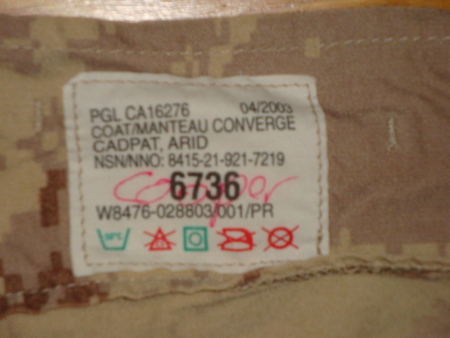 PGL CA16276 04/2003
COAT/MANTEAU CONVERGE
CADPAT, ARID
NSN/NNO: 8415-21-921-7219
Cooper
6736
W8476-028803/001/PR